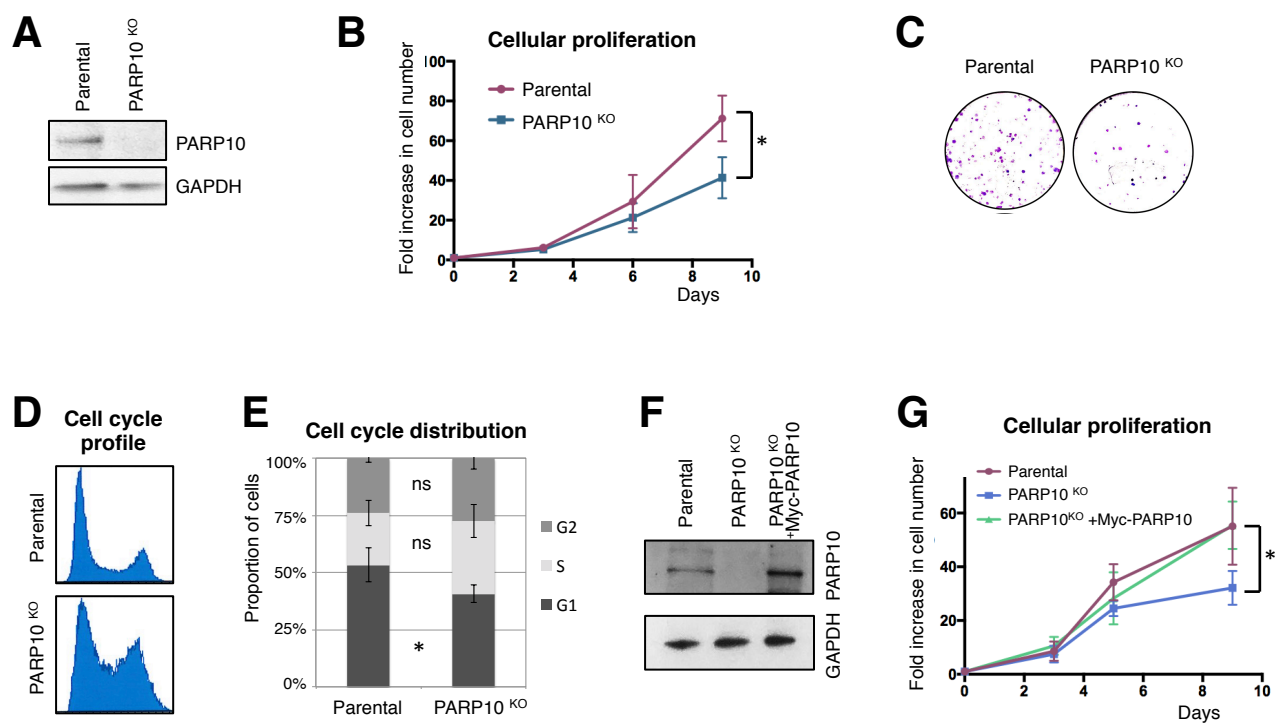 A
Parental
PARP10 KO
PARP10
GAPDH
B
Cellular proliferation
Fold increase in cell number
100
80
60
40
20
0
0 2 4 6 8 10
Days
Parental
PARP10 KO
*
C
Parental
PARP10 KO
D
Cell cycle
profile
Parental
PARP10 KO
E
Cell cycle distribution
Proportion of cells
100%
75%
50%
25%
0%
ns
ns
*
G2
S
G1
Parental
PARP10 KO
F
Parental
PARP10 KO
PARP10 KO
+Myc-PARP10
PARP10
GAPDH
G
Cellular proliferation
Fold increase in cell number
Parental
PARP10 KO
PARP10KO +Myc-PARP10
60
40
20
0
0 2 4 6 8 10
Days
*